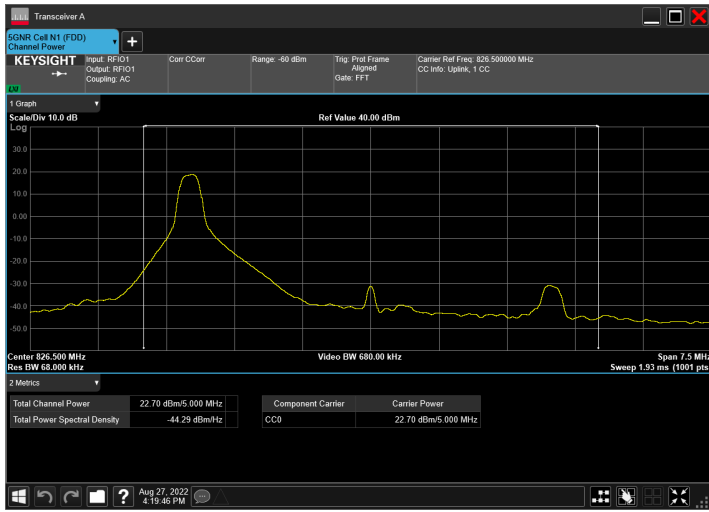 Transceiver A
5GNR Cell N1 (FDD)
Channel Power
KEYSIGHT
LXI
Input: RFIO1
Output: RFIO1
Coupling: AC
Corr CCorr
Range: -60 dBm
Trig: Prot Frame
Aligned
Gate: FFT
Carrier Ref Freq: 826.500000 MHz
CC Info: Uplink, 1 CC
1 Graph
Scale/Div 10.0 dB
Ref Value 40.00 dBm
Log
30.0
20.0
10.0
0.00
-10.0
-20.0
-30.0
-40.0
-50.0
Center 826.500 MHz
Video BW 680.00 kHz
Span 7.5 MHz
Res BW 68.000 kHz
Sweep 1.93 ms (1001 pts
2 Metrics
Total Channel Power 22.70 dBm/5.000 MHz
Total Power Spectral Density -44.29 dBm/Hz
Component Carrier Carrier Power
CC0 22.70 dBm/5.000 MHz
Aug 27, 2022
4:19:46 PM